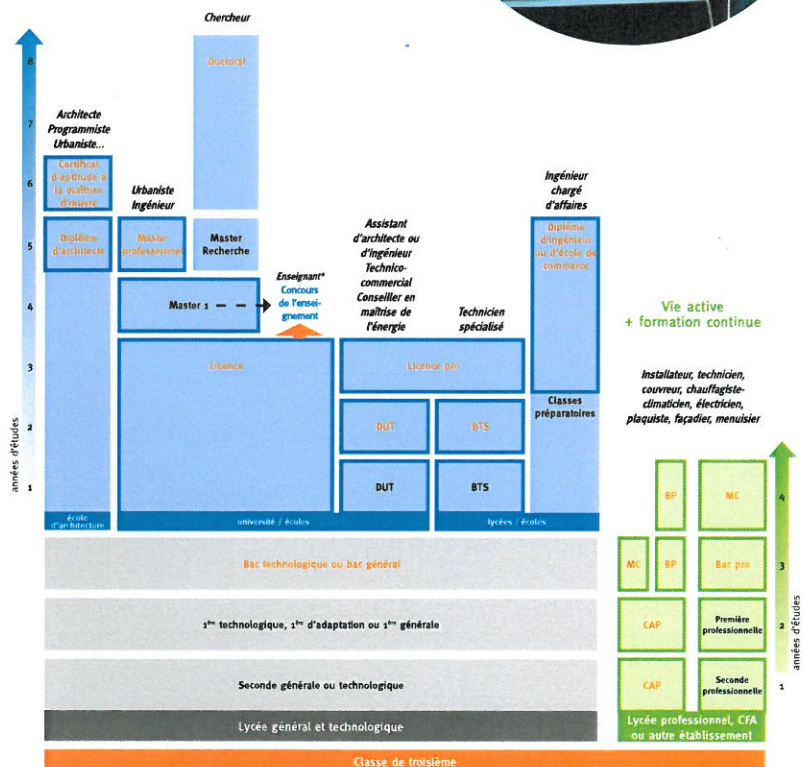 Chercheur
8
7
6
5
4
3
2
1
années d'études
Doctorat
Architecte
Programmiste
Urbaniste...
Certificat
d'aptitude à
la maîtrise
d'œuvre
Diplôme
d'architecte
école
d'architecture
Urbaniste
Ingénieur
Master
professionnel
Master
Recherche
Master 1
Enseignant*
Concours
de l'ensei-
gnement
Licence
université / écoles
Assistant
d'architecte ou
d'ingénieur
Technico-
commercial
Conseiller en
maîtrise de
l'énergie
Technicien
spécialisé
Licence pro
DUT
BTS
DUT
BTS
lycées / écoles
Ingénieur
chargé
d'affaires
Diplôme
d'ingénieur
ou d'école de
commerce
Classes
préparatoires
Vie active
+ formation continue
Installateur, technicien,
couvreur, chauffagiste-
climaticien, électricien,
plaquiste, façadier, menuisier
BP
MC
4
MC
BP
Bac pro
3
CAP
Première
professionnelle
2
CAP
Seconde
professionnelle
1
années d'études
Lycée professionnel, CFA
ou autre établissement
Bac technologique ou bac général
1ère technologique, 1ère d'adaptation ou 1ère générale
Seconde générale ou technologique
Lycée général et technologique
Classe de troisième